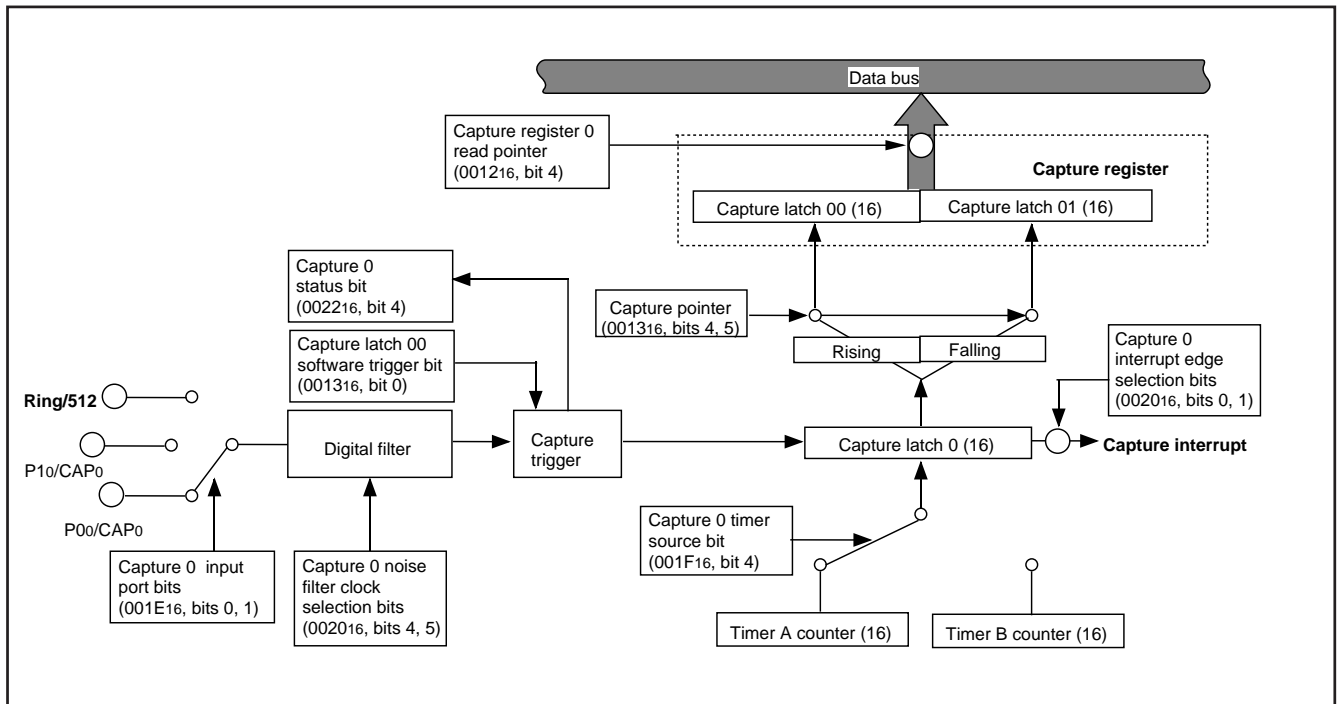 Data bus
Capture register 0
read pointer
(001216, bit 4)
Capture register
Capture latch 00 (16)
Capture latch 01 (16)
Capture 0
status bit
(002216, bit 4)
Capture pointer
(001316, bits 4, 5)
Capture latch 00
software trigger bit
(001316, bit 0)
Rising
Falling
Capture 0
interrupt edge
selection bits
(002016, bits 0, 1)
Ring/512
P10/CAP0
P00/CAP0
Digital filter
Capture
trigger
Capture latch 0 (16)
Capture interrupt
Capture 0 input
port bits
(001E16, bits 0, 1)
Capture 0 noise
filter clock
selection bits
(002016, bits 4, 5)
Capture 0 timer
source bit
(001F16, bit 4)
Timer A counter (16)
Timer B counter (16)